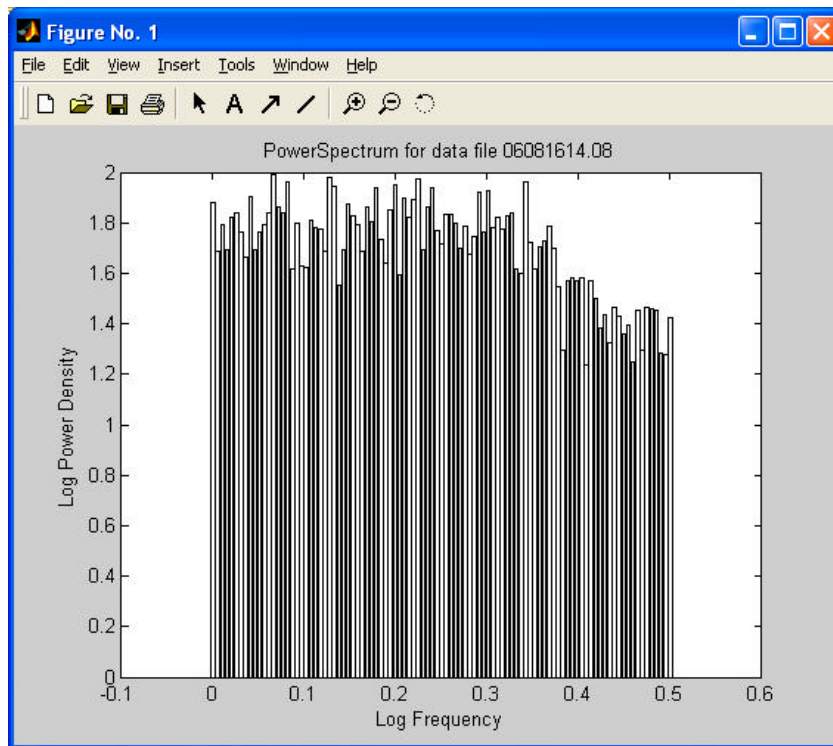 Figure No. 1
File Edit View Insert Tools Window Help
A
PowerSpectrum for data file 06081614.08
2
1.8
1.6
1.4
1.2
1
0.8
0.6
0.4
0.2
0
Log Power Density
-0.1 0 0.1 0.2 0.3 0.4 0.5 0.6
Log Frequency